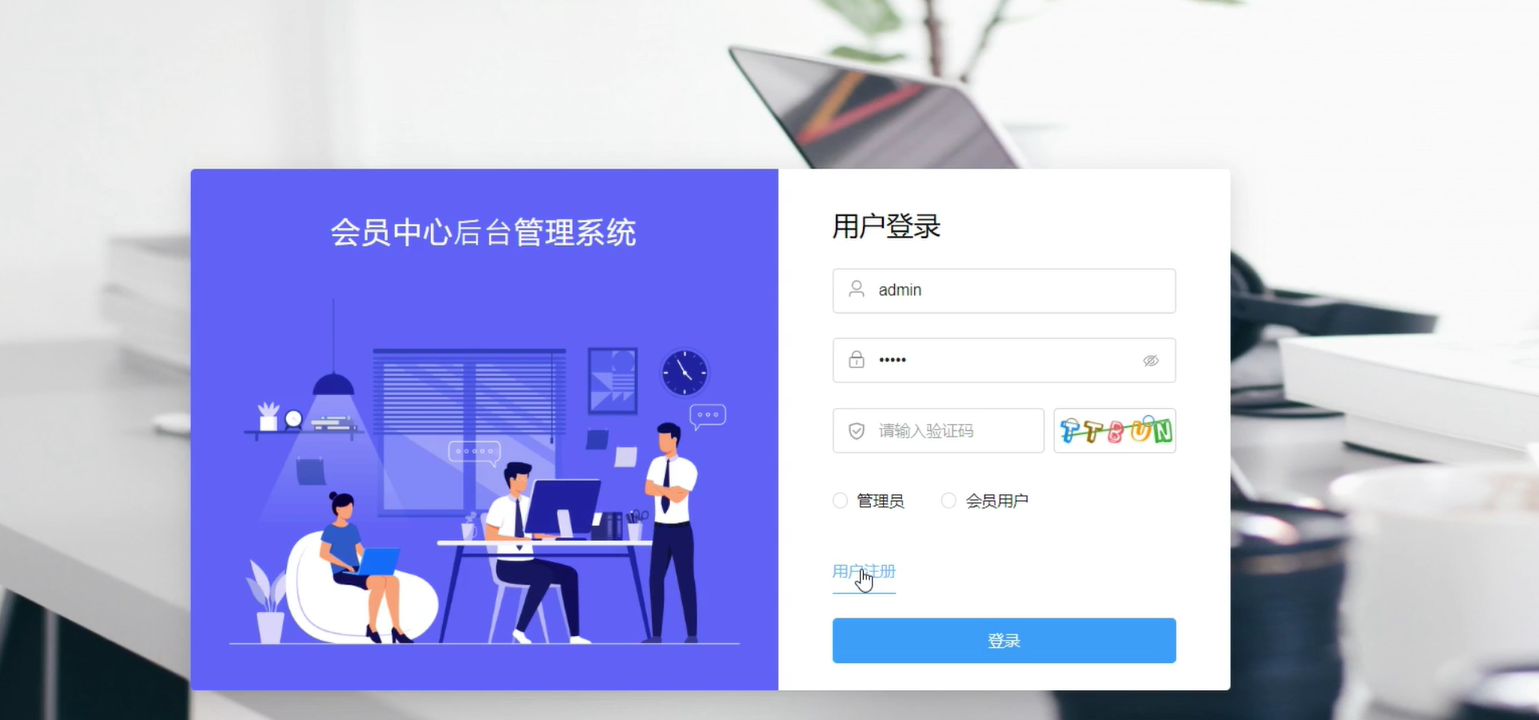 会员中心后台管理系统
用户登录
admin
•••••
请输入验证码
TTBUN
管理员
会员用户
用户注册
登录